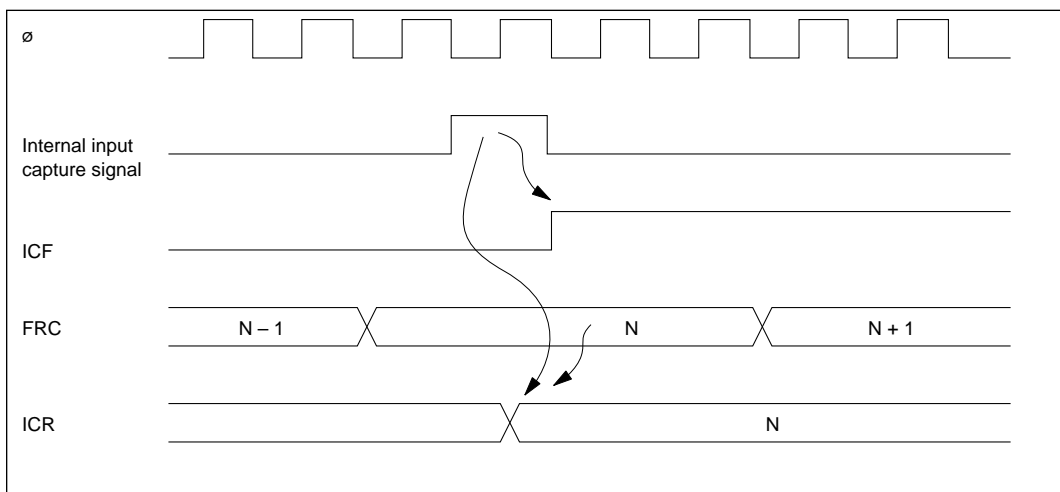 ø
Internal input
capture signal
ICF
FRC
N – 1
N
N + 1
ICR
N